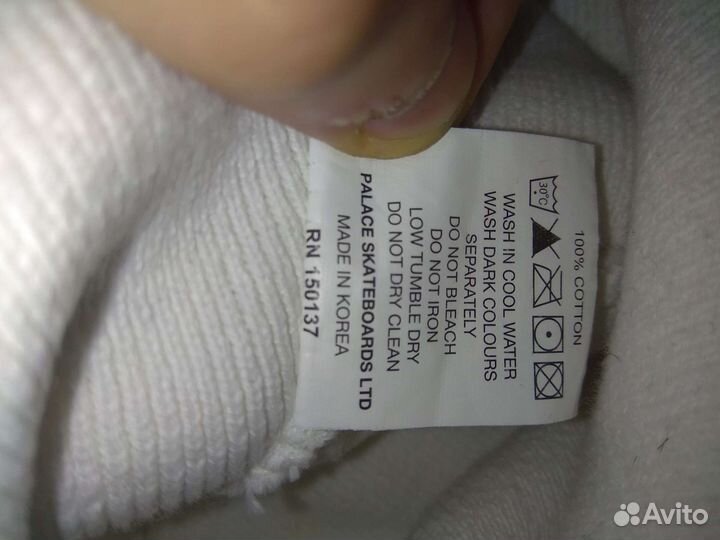 100% COTTON
30°C
WASH IN COOL WATER
WASH DARK COLOURS
SEPARATELY
DO NOT BLEACH
DO NOT IRON
LOW TUMBLE DRY
DO NOT DRY CLEAN
PALACE SKATEBOARDS LTD
MADE IN KOREA
RN 150137
Avito